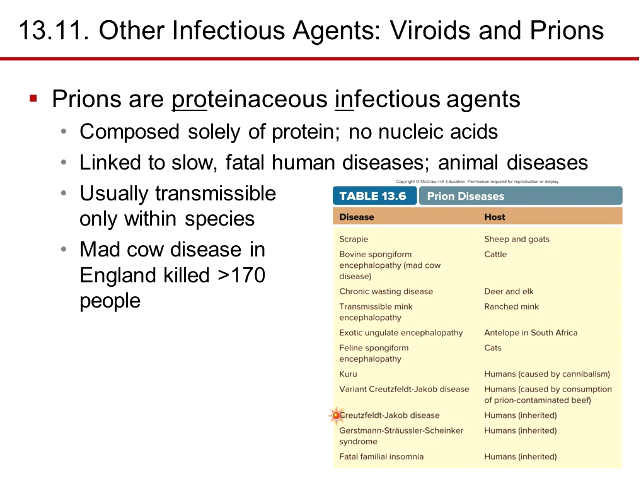 13.11. Other Infectious Agents: Viroids and Prions
Prions are proteinaceous infectious agents
Composed solely of protein; no nucleic acids
Linked to slow, fatal human diseases; animal diseases
Usually transmissible
only within species
Mad cow disease in
England killed >170
people
Copyright © McGraw-Hill Education. Permission required for reproduction or display.
TABLE 13.6 Prion Diseases
Disease Host
Scrapie Sheep and goats
Bovine spongiform Cattle
encephalopathy (mad cow
disease)
Chronic wasting disease Deer and elk
Transmissible mink Ranched mink
encephalopathy
Exotic ungulate encephalopathy Antelope in South Africa
Feline spongiform Cats
encephalopathy
Kuru Humans (caused by cannibalism)
Variant Creutzfeldt-Jakob disease Humans (caused by consumption
of prion-contaminated beef)
Creutzfeldt-Jakob disease Humans (inherited)
Gerstmann-Sträussler-Scheinker Humans (inherited)
syndrome
Fatal familial insomnia Humans (inherited)